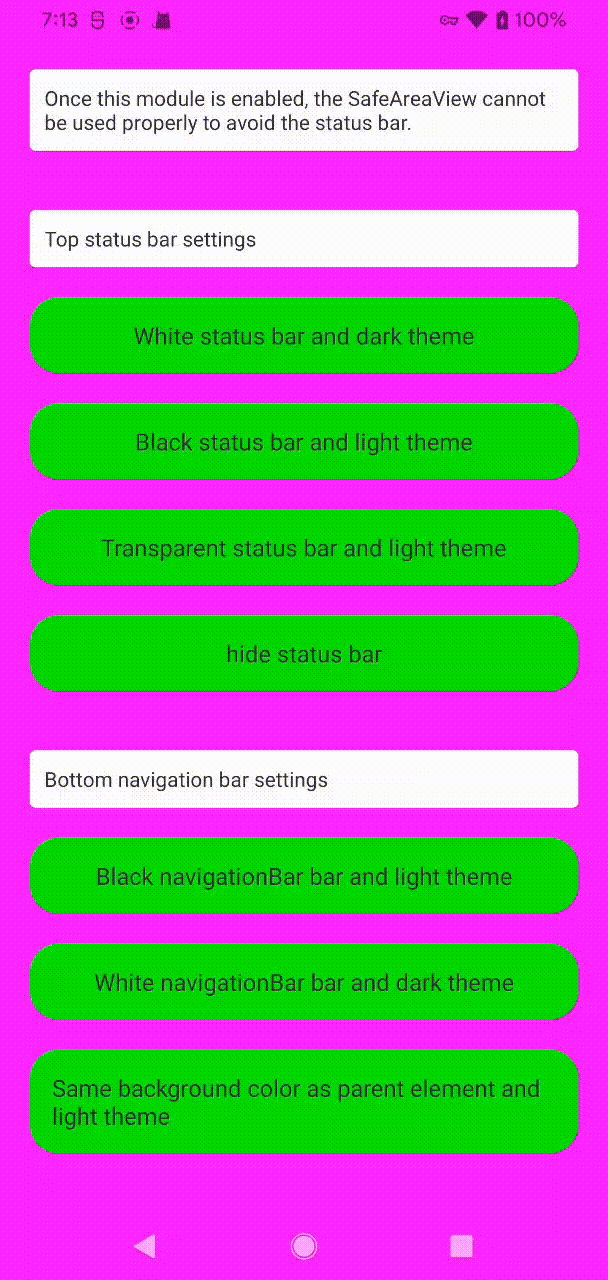 7:13 100%
Once this module is enabled, the SafeAreaView cannot
be used properly to avoid the status bar.
Top status bar settings
White status bar and dark theme
Black status bar and light theme
Transparent status bar and light theme
hide status bar
Bottom navigation bar settings
Black navigationBar bar and light theme
White navigationBar bar and dark theme
Same background color as parent element and
light theme